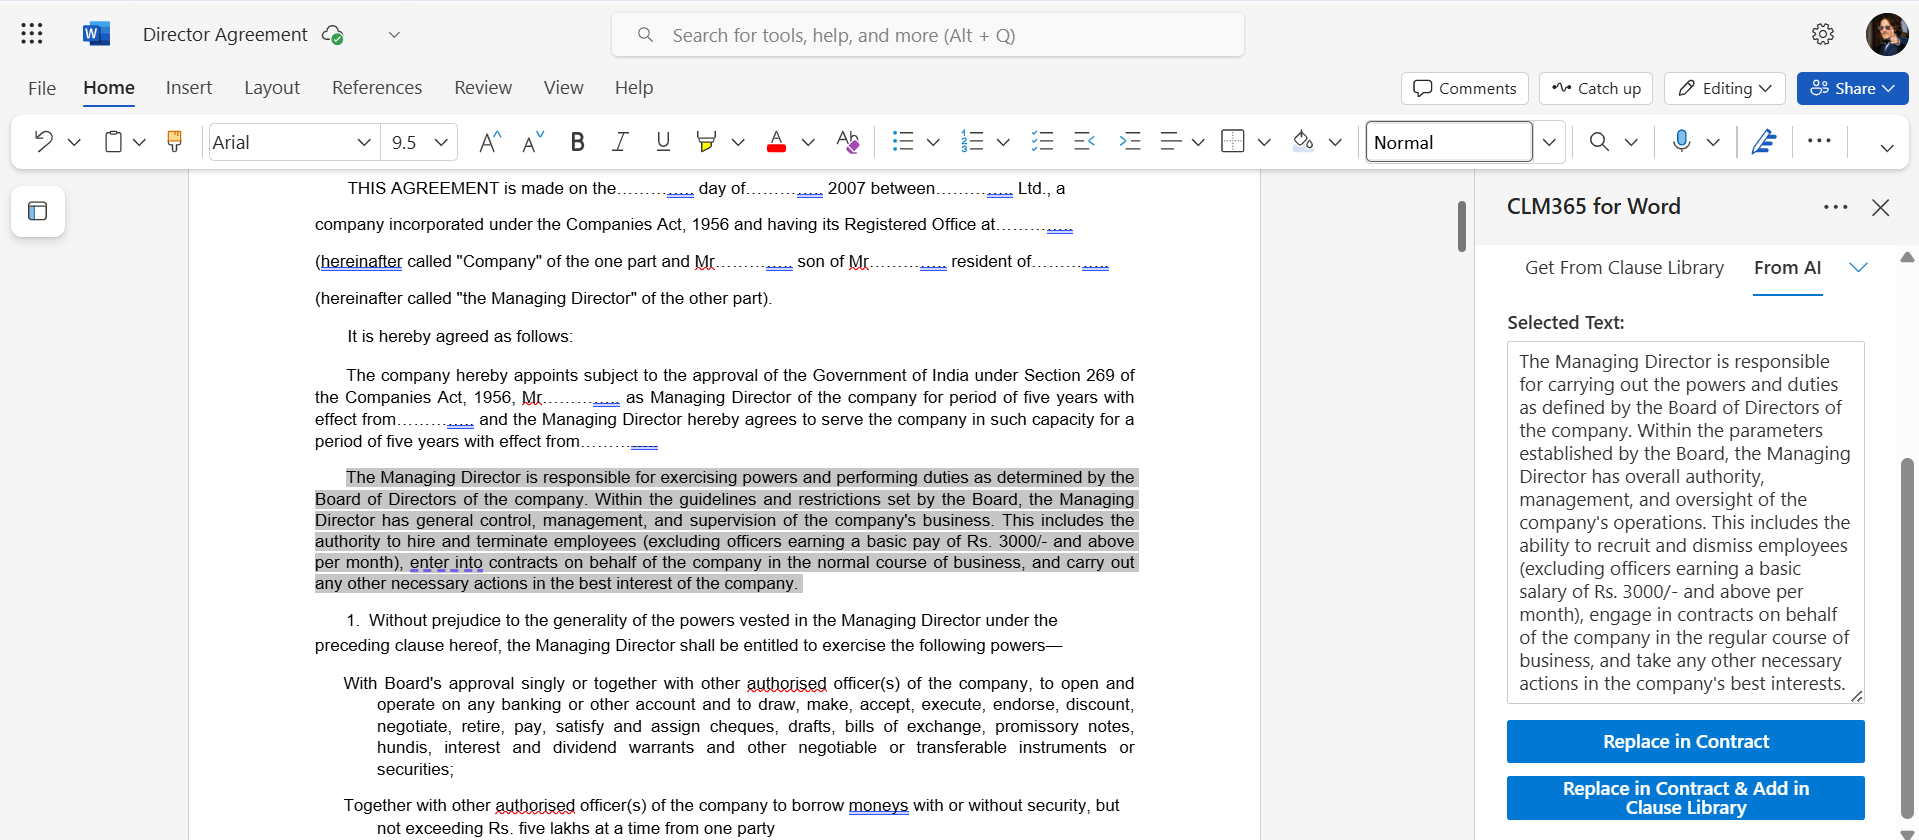 Director Agreement
Search for tools, help, and more (Alt + Q)
File Home Insert Layout References Review View Help
Comments Catch up Editing Share
Arial 9.5 Normal
THIS AGREEMENT is made on the.............. day of.............. 2007 between.............. Ltd., a
company incorporated under the Companies Act, 1956 and having its Registered Office at..............
(hereinafter called "Company" of the one part and Mr.............. son of Mr.............. resident of..............
(hereinafter called "the Managing Director" of the other part).
It is hereby agreed as follows:
The company hereby appoints subject to the approval of the Government of India under Section 269 of
the Companies Act, 1956, Mr.............. as Managing Director of the company for period of five years with
effect from.............. and the Managing Director hereby agrees to serve the company in such capacity for a
period of five years with effect from..............
The Managing Director is responsible for exercising powers and performing duties as determined by the
Board of Directors of the company. Within the guidelines and restrictions set by the Board, the Managing
Director has general control, management, and supervision of the company's business. This includes the
authority to hire and terminate employees (excluding officers earning a basic pay of Rs. 3000/- and above
per month), enter into contracts on behalf of the company in the normal course of business, and carry out
any other necessary actions in the best interest of the company.
1. Without prejudice to the generality of the powers vested in the Managing Director under the
preceding clause hereof, the Managing Director shall be entitled to exercise the following powers—
With Board's approval singly or together with other authorised officer(s) of the company, to open and
operate on any banking or other account and to draw, make, accept, execute, endorse, discount,
negotiate, retire, pay, satisfy and assign cheques, drafts, bills of exchange, promissory notes,
hundis, interest and dividend warrants and other negotiable or transferable instruments or
securities;
Together with other authorised officer(s) of the company to borrow moneys with or without security, but
not exceeding Rs. five lakhs at a time from one party
CLM365 for Word
Get From Clause Library From AI
Selected Text:
The Managing Director is responsible
for carrying out the powers and duties
as defined by the Board of Directors of
the company. Within the parameters
established by the Board, the Managing
Director has overall authority,
management, and oversight of the
company's operations. This includes the
ability to recruit and dismiss employees
(excluding officers earning a basic
salary of Rs. 3000/- and above per
month), engage in contracts on behalf
of the company in the regular course of
business, and take any other necessary
actions in the company's best interests.
Replace in Contract
Replace in Contract & Add in
Clause Library